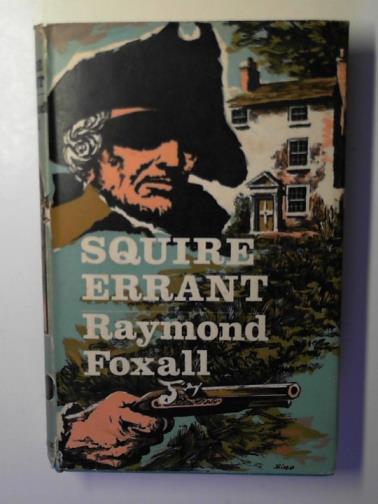 SQUIRE
ERRANT
Raymond
Foxall